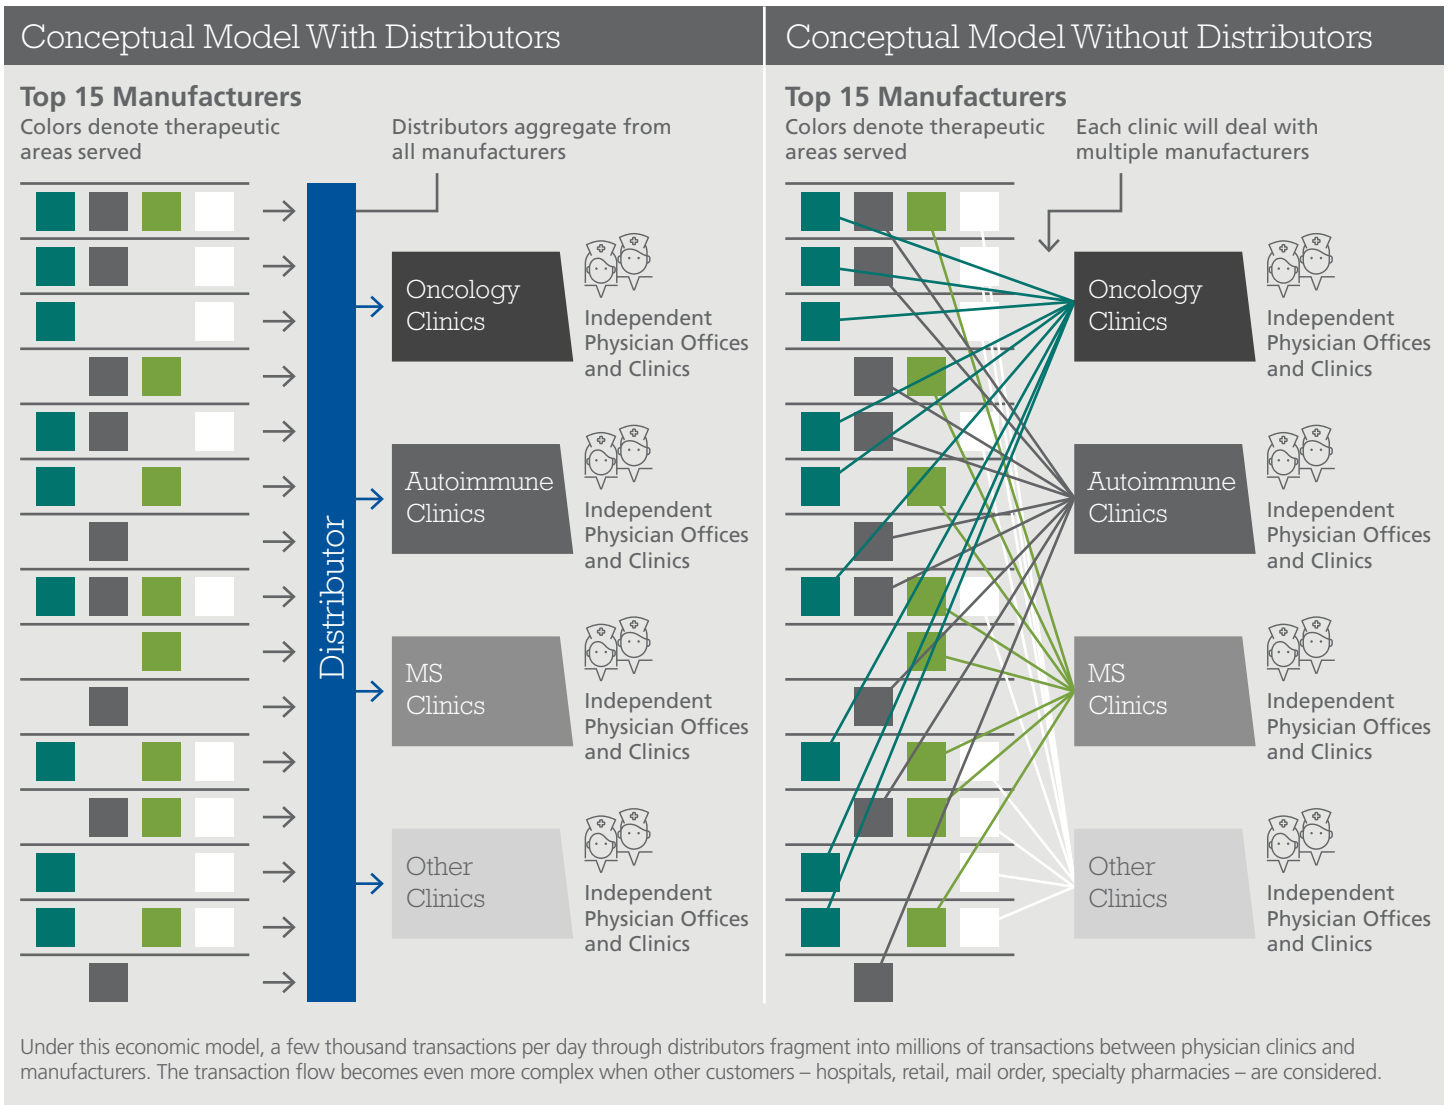 Conceptual Model With Distributors
Top 15 Manufacturers
Colors denote therapeutic
areas served
Distributors aggregate from
all manufacturers
Distributor
Oncology
Clinics
Independent
Physician Offices
and Clinics
Autoimmune
Clinics
Independent
Physician Offices
and Clinics
MS
Clinics
Independent
Physician Offices
and Clinics
Other
Clinics
Independent
Physician Offices
and Clinics
Conceptual Model Without Distributors
Top 15 Manufacturers
Colors denote therapeutic
areas served
Each clinic will deal with
multiple manufacturers
Oncology
Clinics
Independent
Physician Offices
and Clinics
Autoimmune
Clinics
Independent
Physician Offices
and Clinics
MS
Clinics
Independent
Physician Offices
and Clinics
Other
Clinics
Independent
Physician Offices
and Clinics
Under this economic model, a few thousand transactions per day through distributors fragment into millions of transactions between physician clinics and
manufacturers. The transaction flow becomes even more complex when other customers – hospitals, retail, mail order, specialty pharmacies – are considered.